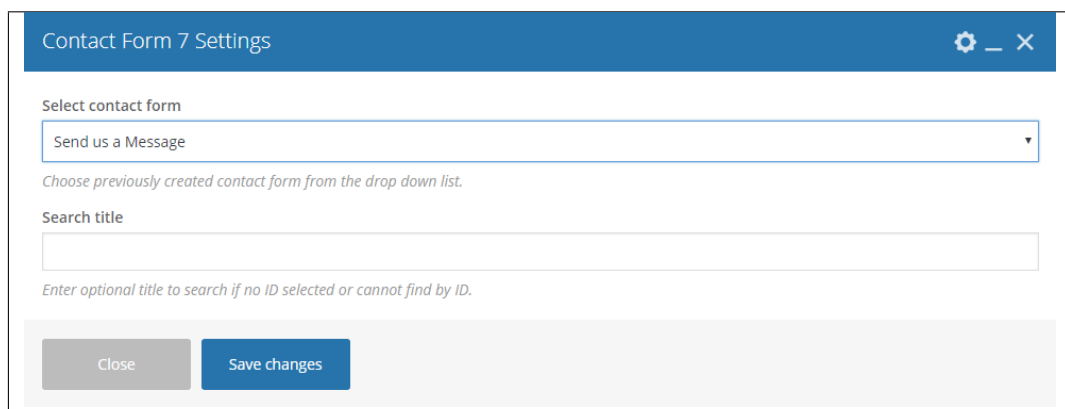 Contact Form 7 Settings
Select contact form
Send us a Message
Choose previously created contact form from the drop down list.
Search title
Enter optional title to search if no ID selected or cannot find by ID.
Close
Save changes